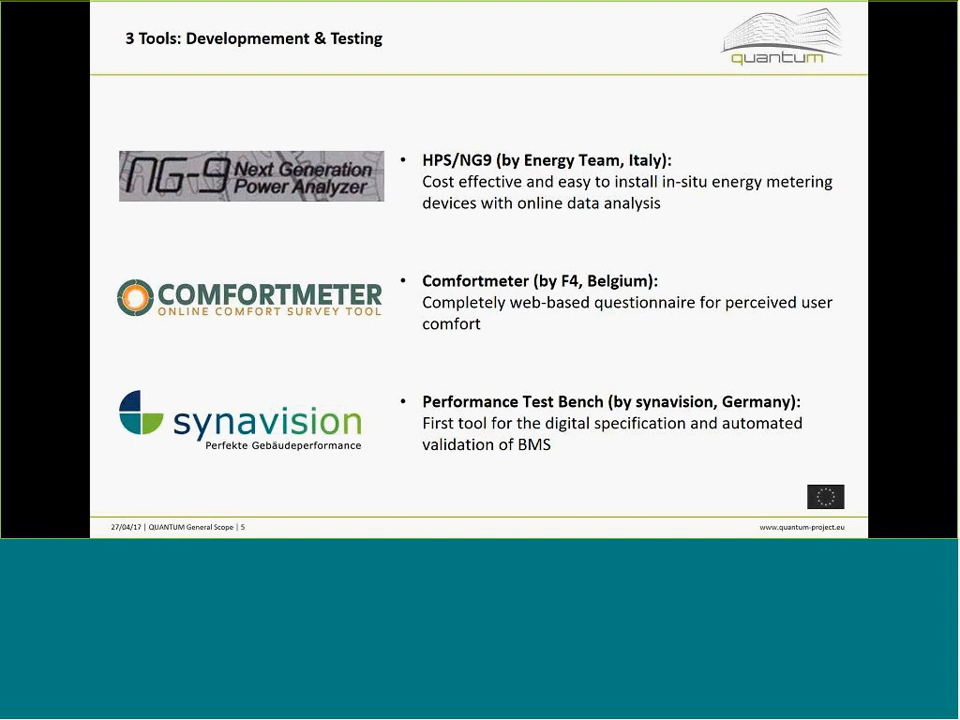 3 Tools: Developmement & Testing
quantum
NG-9 Next Generation
Power Analyzer
• HPS/NG9 (by Energy Team, Italy):
Cost effective and easy to install in-situ energy metering
devices with online data analysis
COMFORTMETER
ONLINE COMFORT SURVEY TOOL
• Comfortmeter (by F4, Belgium):
Completely web-based questionnaire for perceived user
comfort
synavision
Perfekte Gebäudeperformance
• Performance Test Bench (by synavision, Germany):
First tool for the digital specification and automated
validation of BMS
27/04/17 | QUANTUM General Scope | 5
www.quantum-project.eu